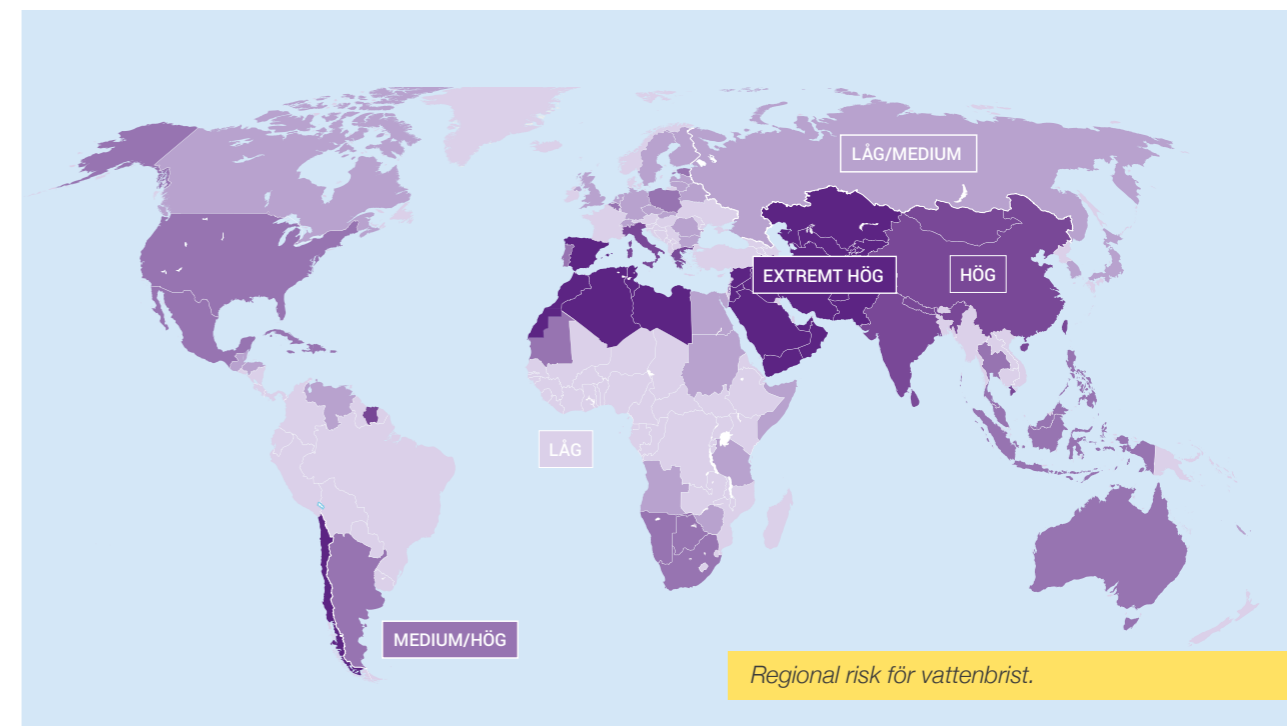 LÅG/MEDIUM
EXTREMT HÖG
HÖG
LÅG
MEDIUM/HÖG
Regional risk för vattenbrist.